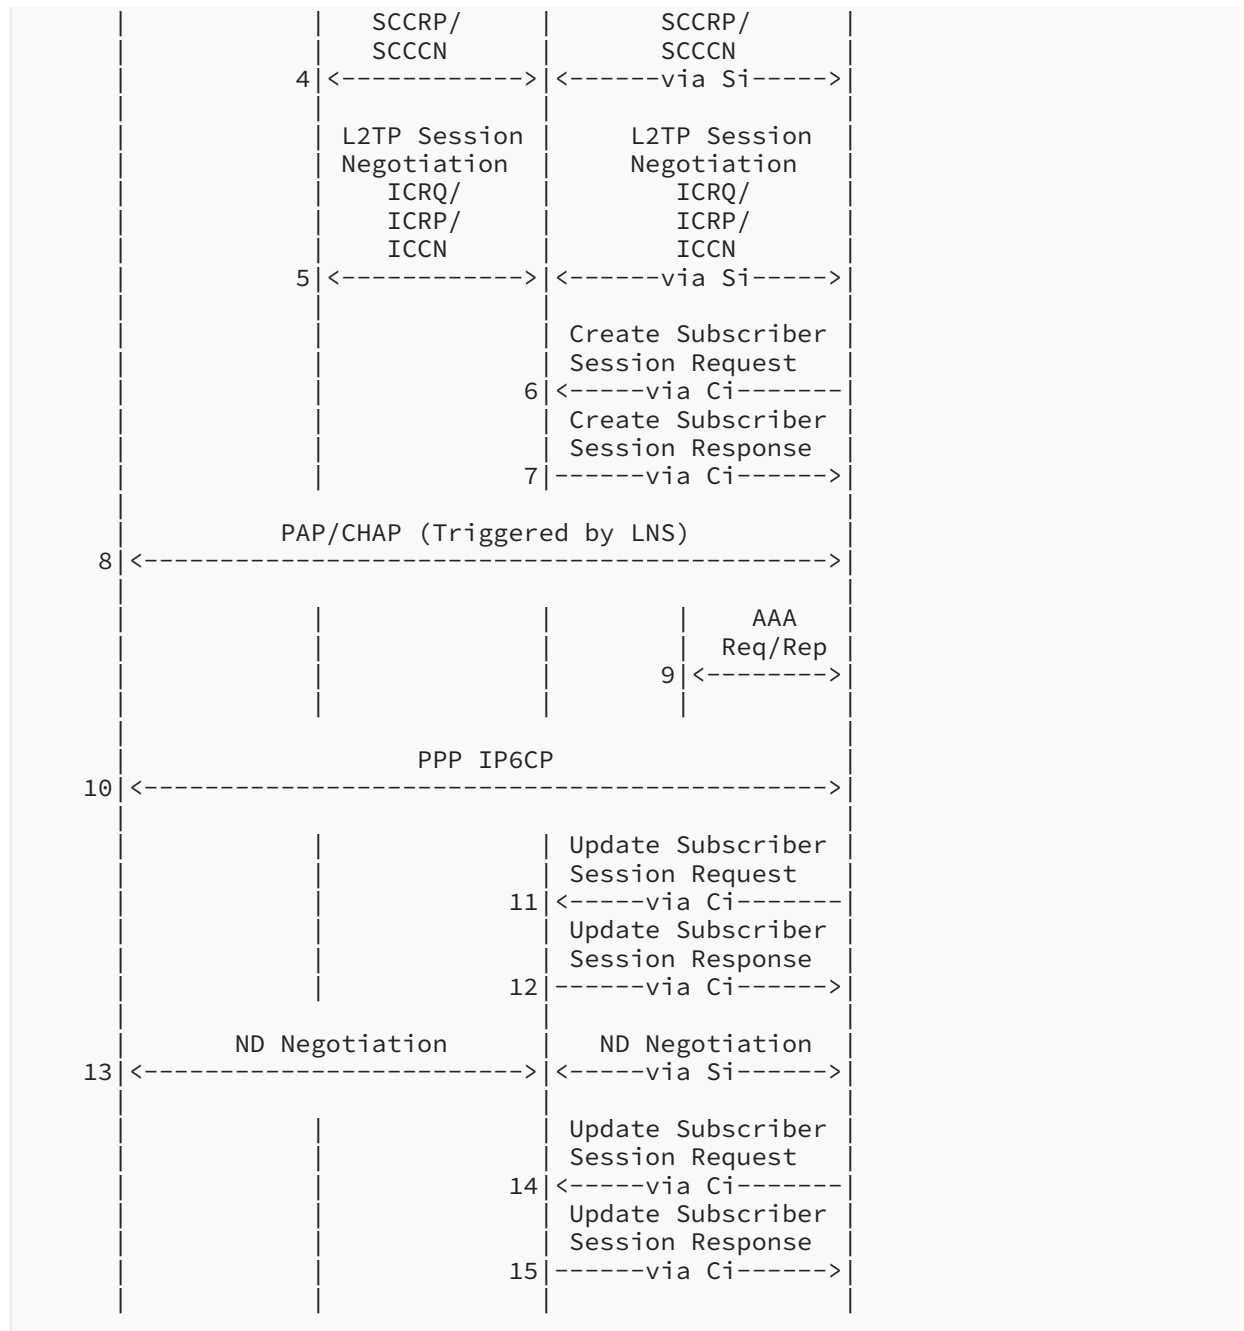 SCCRP/ SCCRP/
SCCCN SCCCN
4|<------------>|<------via Si----->|
L2TP Session L2TP Session
Negotiation Negotiation
ICRQ/ ICRQ/
ICRP/ ICRP/
ICCN ICCN
5|<------------>|<------via Si----->|
Create Subscriber
Session Request
6|<-----via Ci-------|
Create Subscriber
Session Response
7|------via Ci------>|
PAP/CHAP (Triggered by LNS)
8|<--------------------------------------------->|
AAA
Req/Rep
9|<-------->|
PPP IP6CP
10|<--------------------------------------------->|
Update Subscriber
Session Request
11|<-----via Ci-------|
Update Subscriber
Session Response
12|------via Ci------>|
ND Negotiation ND Negotiation
13|<------------------------->|<-----via Si------>|
Update Subscriber
Session Request
14|<-----via Ci-------|
Update Subscriber
Session Response
15|------via Ci------>|